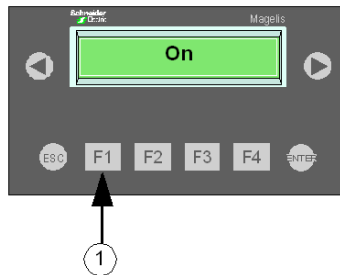 Schneider
Electric
Magelis
On
ESC F1 F2 F3 F4 ENTER
1